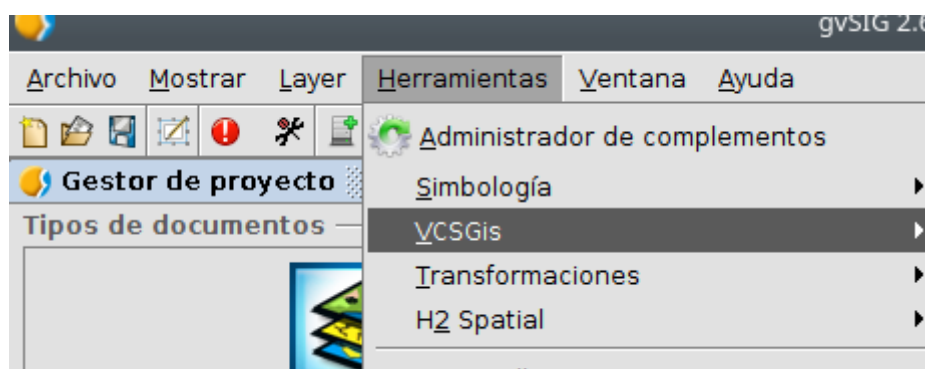 gvSIG 2.6
Archivo Mostrar Layer Herramientas Ventana Ayuda
Administrador de complementos
Gestor de proyecto
Simbología
Tipos de documentos
VCSGis
Transformaciones
H2 Spatial